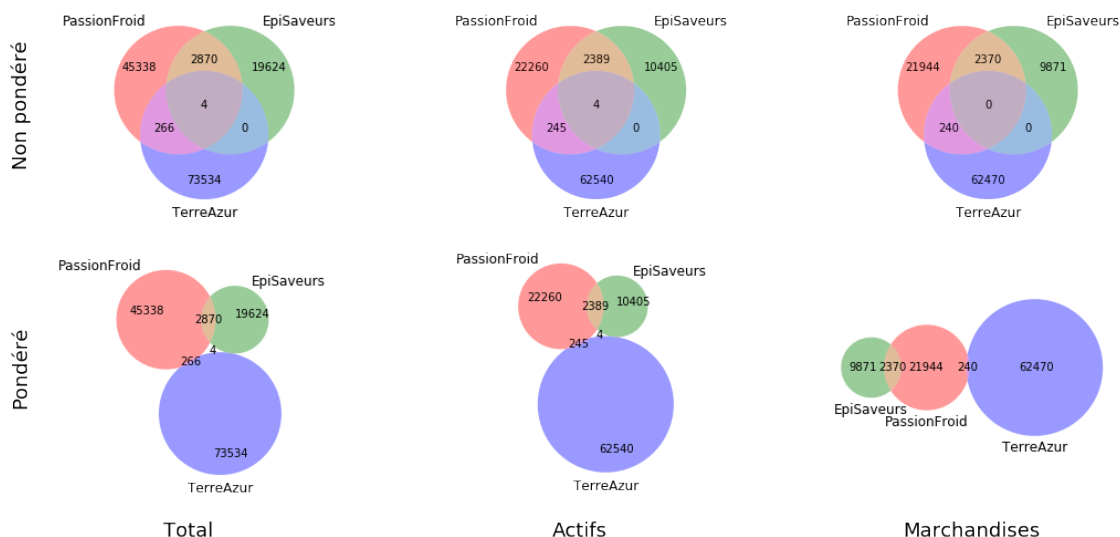 Non pondéré
PassionFroid
EpiSaveurs
45338
2870
19624
4
266
0
73534
TerreAzur
PassionFroid
EpiSaveurs
22260
2389
10405
4
245
0
62540
TerreAzur
PassionFroid
EpiSaveurs
21944
2370
9871
0
240
0
62470
TerreAzur
Pondéré
PassionFroid
EpiSaveurs
45338
2870
19624
4
266
73534
TerreAzur
PassionFroid
EpiSaveurs
22260
2389
10405
4
245
62540
TerreAzur
9871
2370
21944
240
62470
EpiSaveurs
PassionFroid
TerreAzur
Total
Actifs
Marchandises